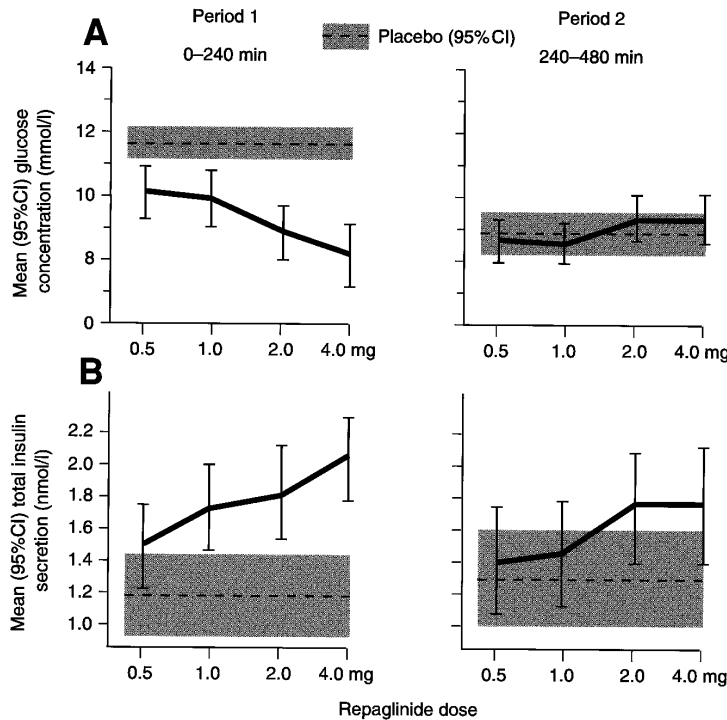 A
Period 1
0–240 min
Placebo (95%CI)
Period 2
240–480 min
Mean (95%CI) glucose
concentration (mmol/l)
14
12
10
8
0
0.5 1.0 2.0 4.0 mg
0.5 1.0 2.0 4.0 mg
B
Mean (95%CI) total insulin
secretion (nmol/l)
2.2
2.0
1.8
1.6
1.4
1.2
1.0
0.5 1.0 2.0 4.0 mg
0.5 1.0 2.0 4.0 mg
Repaglinide dose